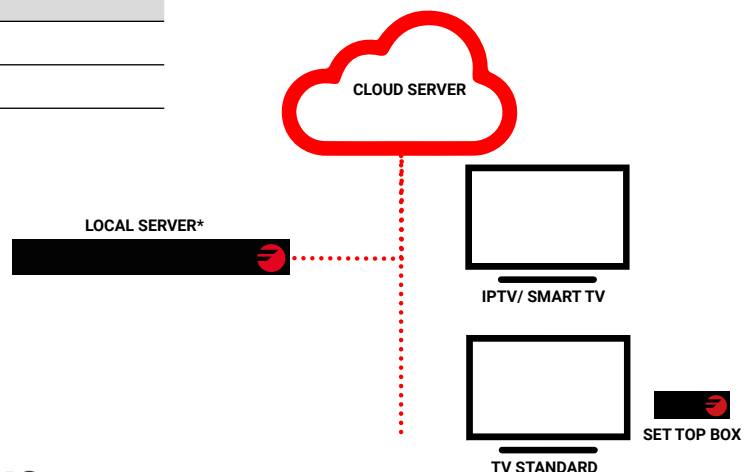 CLOUD SERVER
LOCAL SERVER*
IPTV/ SMART TV
SET TOP BOX
TV STANDARD